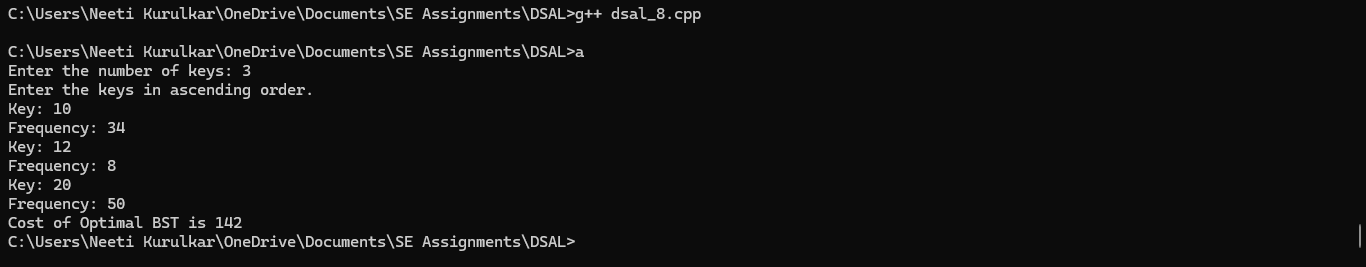 C:\Users\Neeti Kurulkar\OneDrive\Documents\SE Assignments\DSAL>g++ dsal_8.cpp
C:\Users\Neeti Kurulkar\OneDrive\Documents\SE Assignments\DSAL>a
Enter the number of keys: 3
Enter the keys in ascending order.
Key: 10
Frequency: 34
Key: 12
Frequency: 8
Key: 20
Frequency: 50
Cost of Optimal BST is 142
C:\Users\Neeti Kurulkar\OneDrive\Documents\SE Assignments\DSAL>